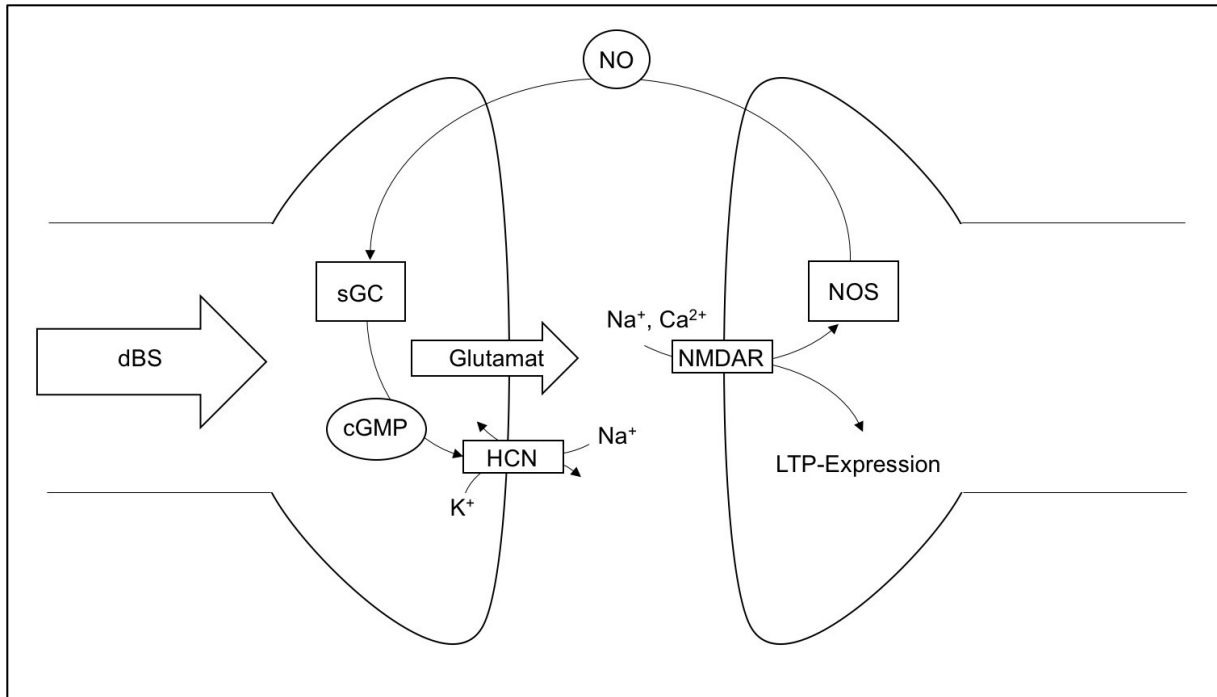 NO
sGC
NOS
Na⁺, Ca²⁺
dBS
Glutamat
NMDAR
cGMP
Na⁺
HCN
LTP-Expression
K⁺